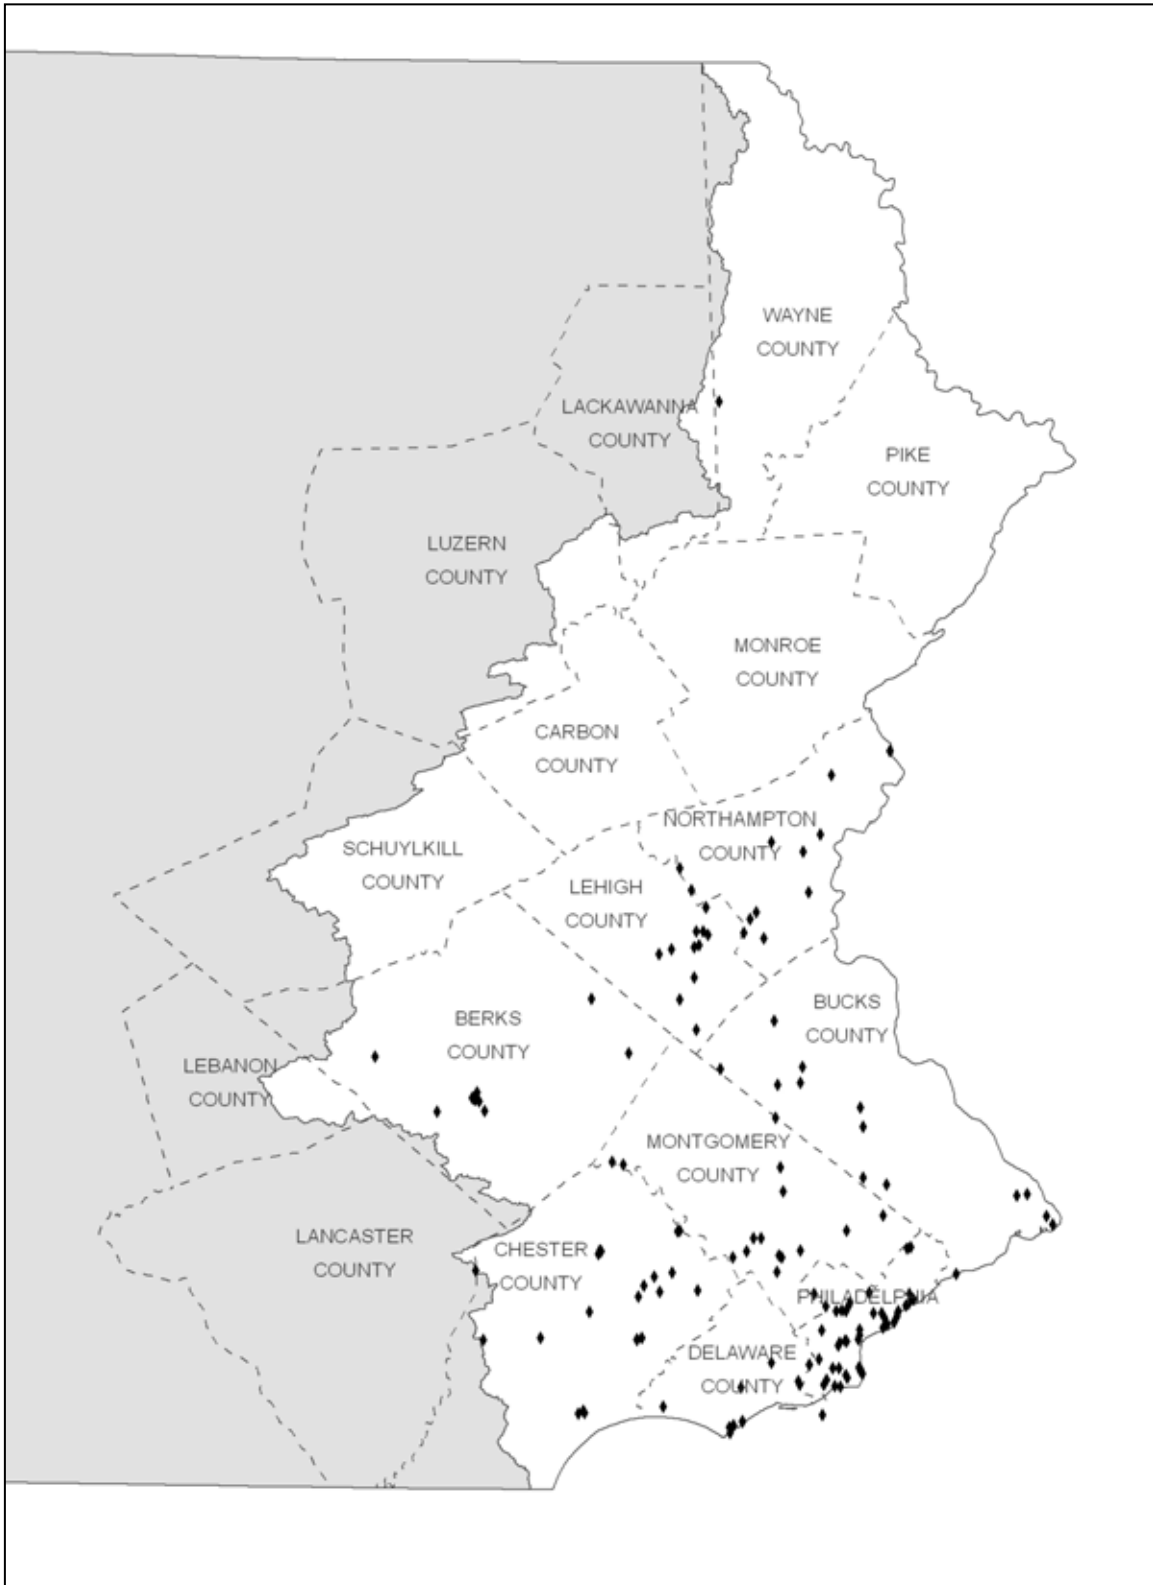 WAYNE
COUNTY
LACKAWANNA
COUNTY
PIKE
COUNTY
LUZERN
COUNTY
MONROE
COUNTY
CARBON
COUNTY
NORTHAMPTON
COUNTY
SCHUYLKILL
COUNTY
LEHIGH
COUNTY
BUCKS
COUNTY
BERKS
COUNTY
LEBANON
COUNTY
MONTGOMERY
COUNTY
LANCASTER
COUNTY
CHESTER
COUNTY
PHILADELPHIA
DELAWARE
COUNTY